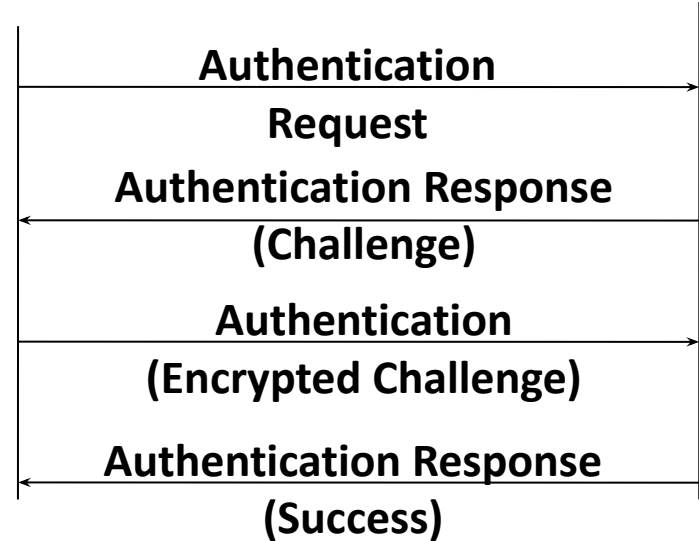 Authentication
Request
Authentication Response
(Challenge)
Authentication
(Encrypted Challenge)
Authentication Response
(Success)